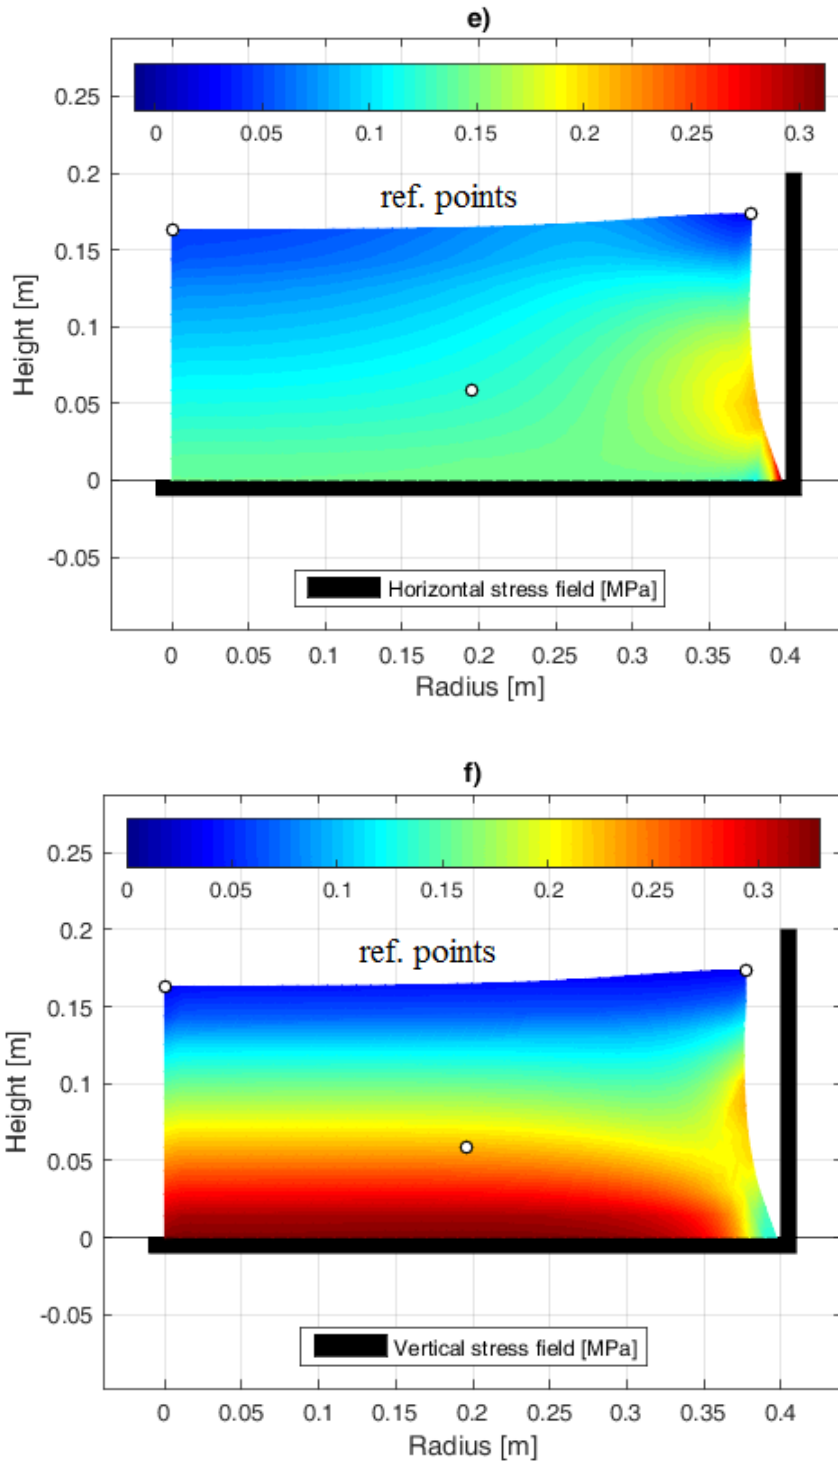 e)
0.25
0 0.05 0.1 0.15 0.2 0.25 0.3
0.2
ref. points
0.15
0.1
Height [m]
0.05
0
-0.05
Horizontal stress field [MPa]
0 0.05 0.1 0.15 0.2 0.25 0.3 0.35 0.4
Radius [m]
f)
0.25
0 0.05 0.1 0.15 0.2 0.25 0.3
0.2
ref. points
0.15
0.1
Height [m]
0.05
0
-0.05
Vertical stress field [MPa]
0 0.05 0.1 0.15 0.2 0.25 0.3 0.35 0.4
Radius [m]